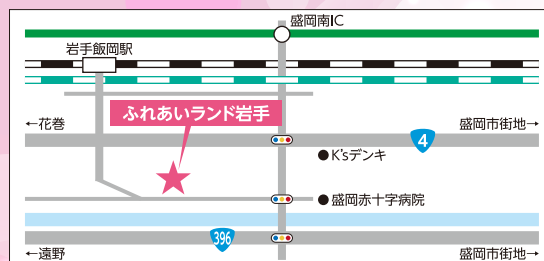 盛岡南IC
岩手飯岡駅
ふれあいランド岩手
←花巻
盛岡市街地→
4
●K'sデンキ
●盛岡赤十字病院
396
←遠野
盛岡市街地→